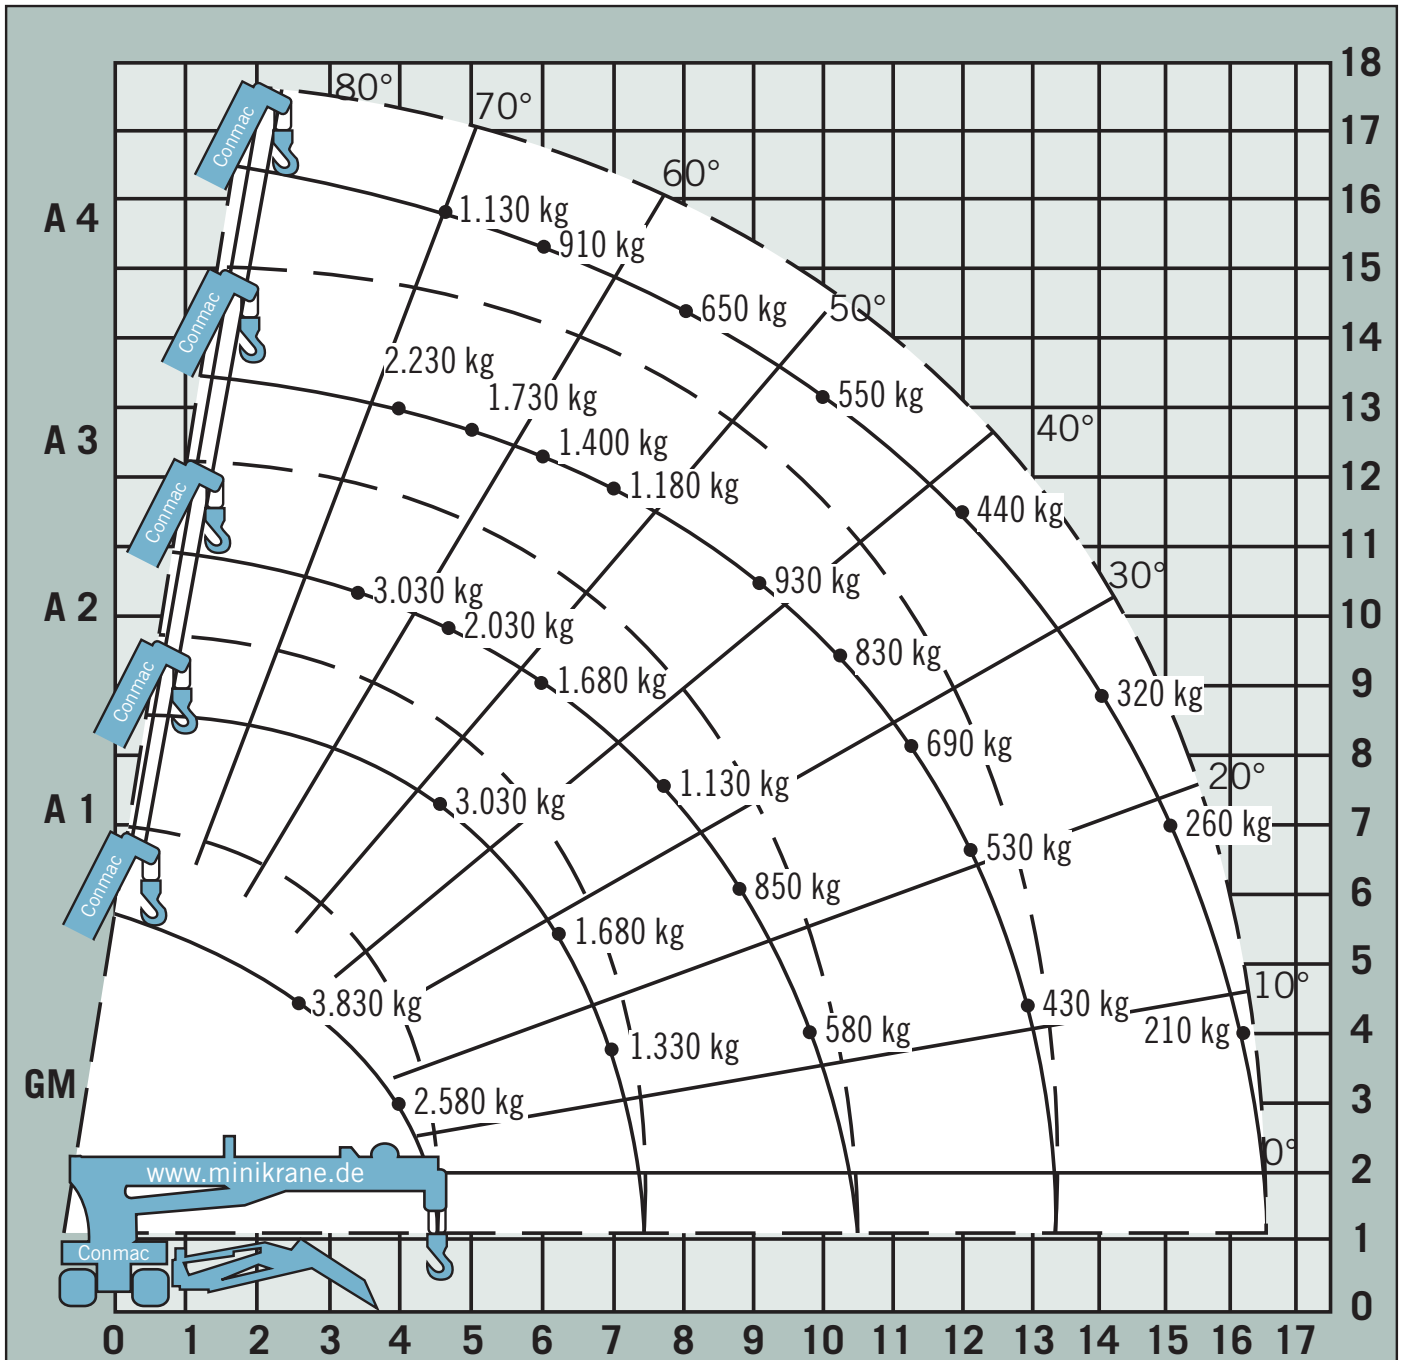 18
80°
70°
17
Conmac
60°
16
A 4
1.130 kg
910 kg
15
Conmac
650 kg
50°
14
2.230 kg
1.730 kg
550 kg
13
40°
A 3
1.400 kg
12
1.180 kg
Conmac
440 kg
11
930 kg
30°
3.030 kg
A 2
10
2.030 kg
830 kg
1.680 kg
9
Conmac
320 kg
690 kg
8
20°
1.130 kg
3.030 kg
A 1
7
260 kg
530 kg
Conmac
850 kg
6
1.680 kg
5
10°
3.830 kg
430 kg
580 kg
210 kg
4
1.330 kg
GM
2.580 kg
3
0°
www.minikrane.de
2
Conmac
1
0
0 1 2 3 4 5 6 7 8 9 10 11 12 13 14 15 16 17